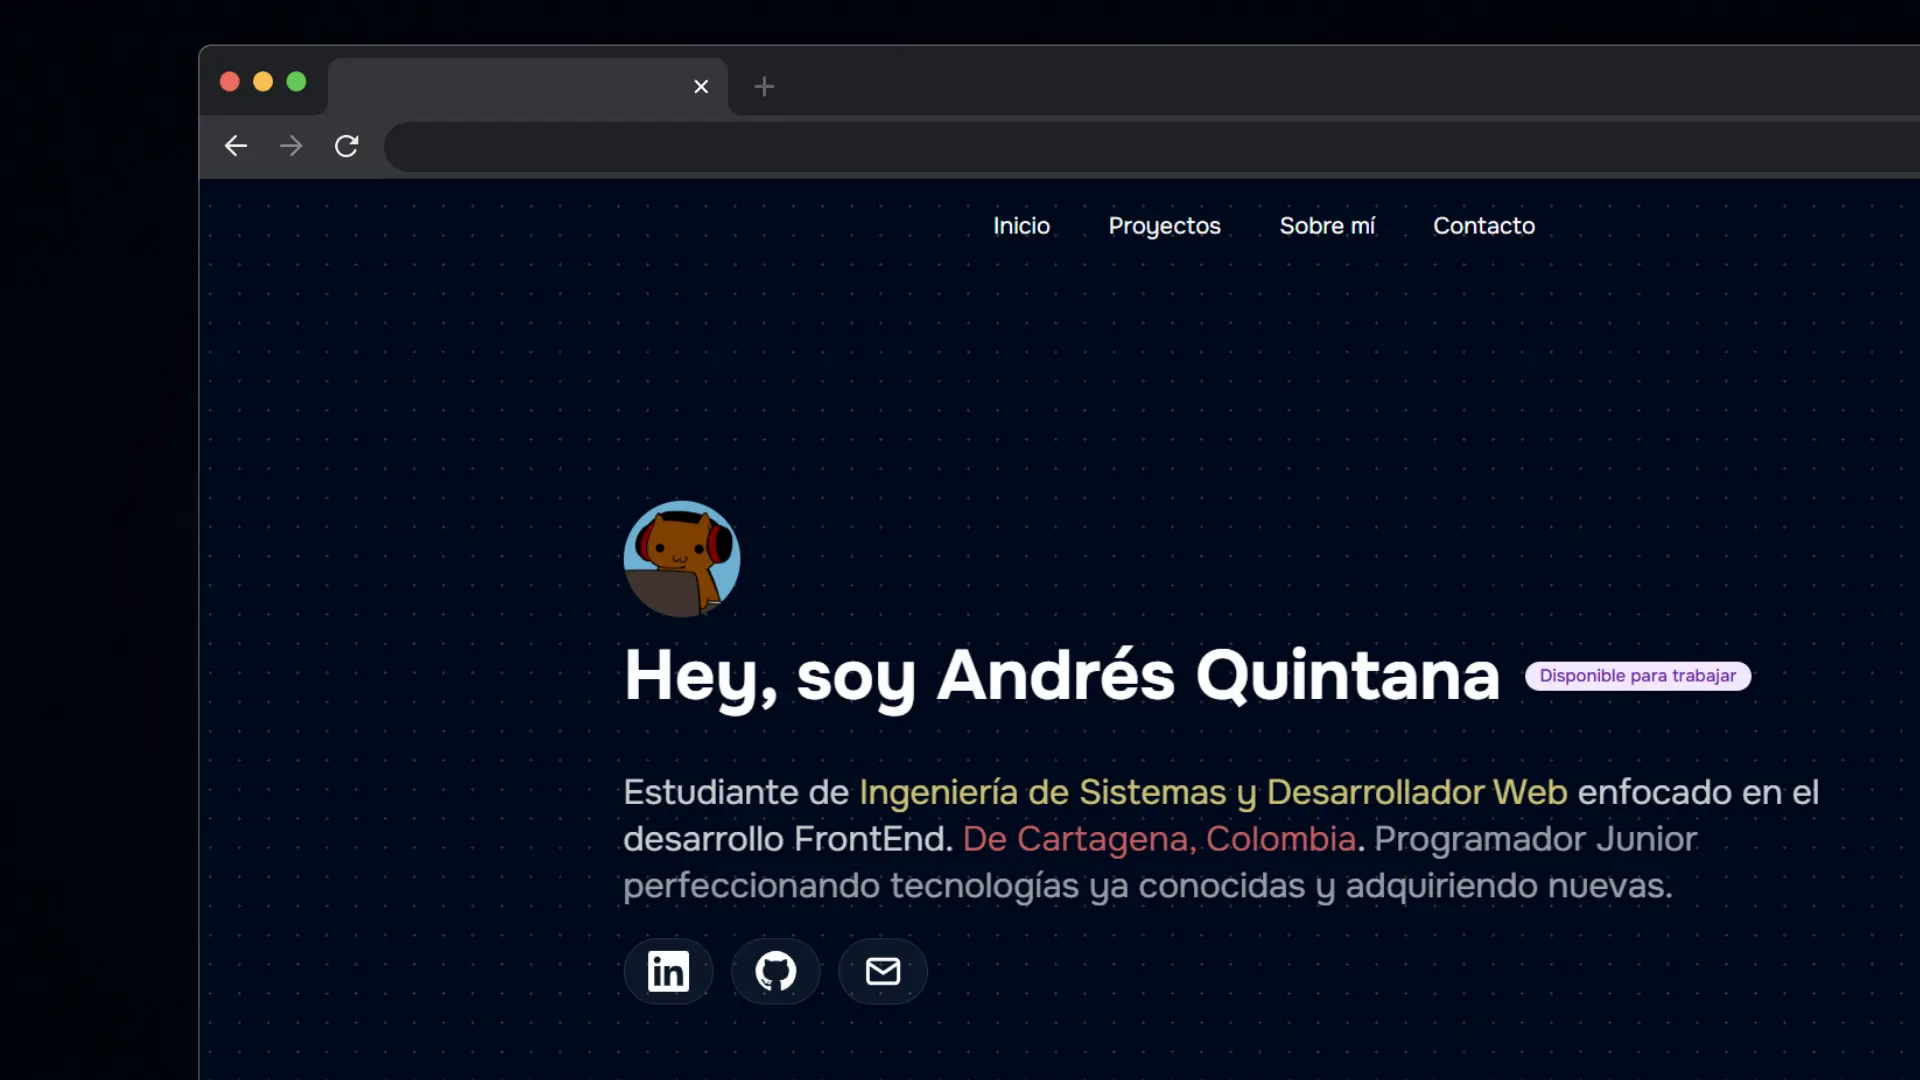 Inicio Proyectos Sobre mí Contacto
Hey, soy Andrés Quintana Disponible para trabajar
Estudiante de Ingeniería de Sistemas y Desarrollador Web enfocado en el
desarrollo FrontEnd. De Cartagena, Colombia. Programador Junior
perfeccionando tecnologías ya conocidas y adquiriendo nuevas.
in